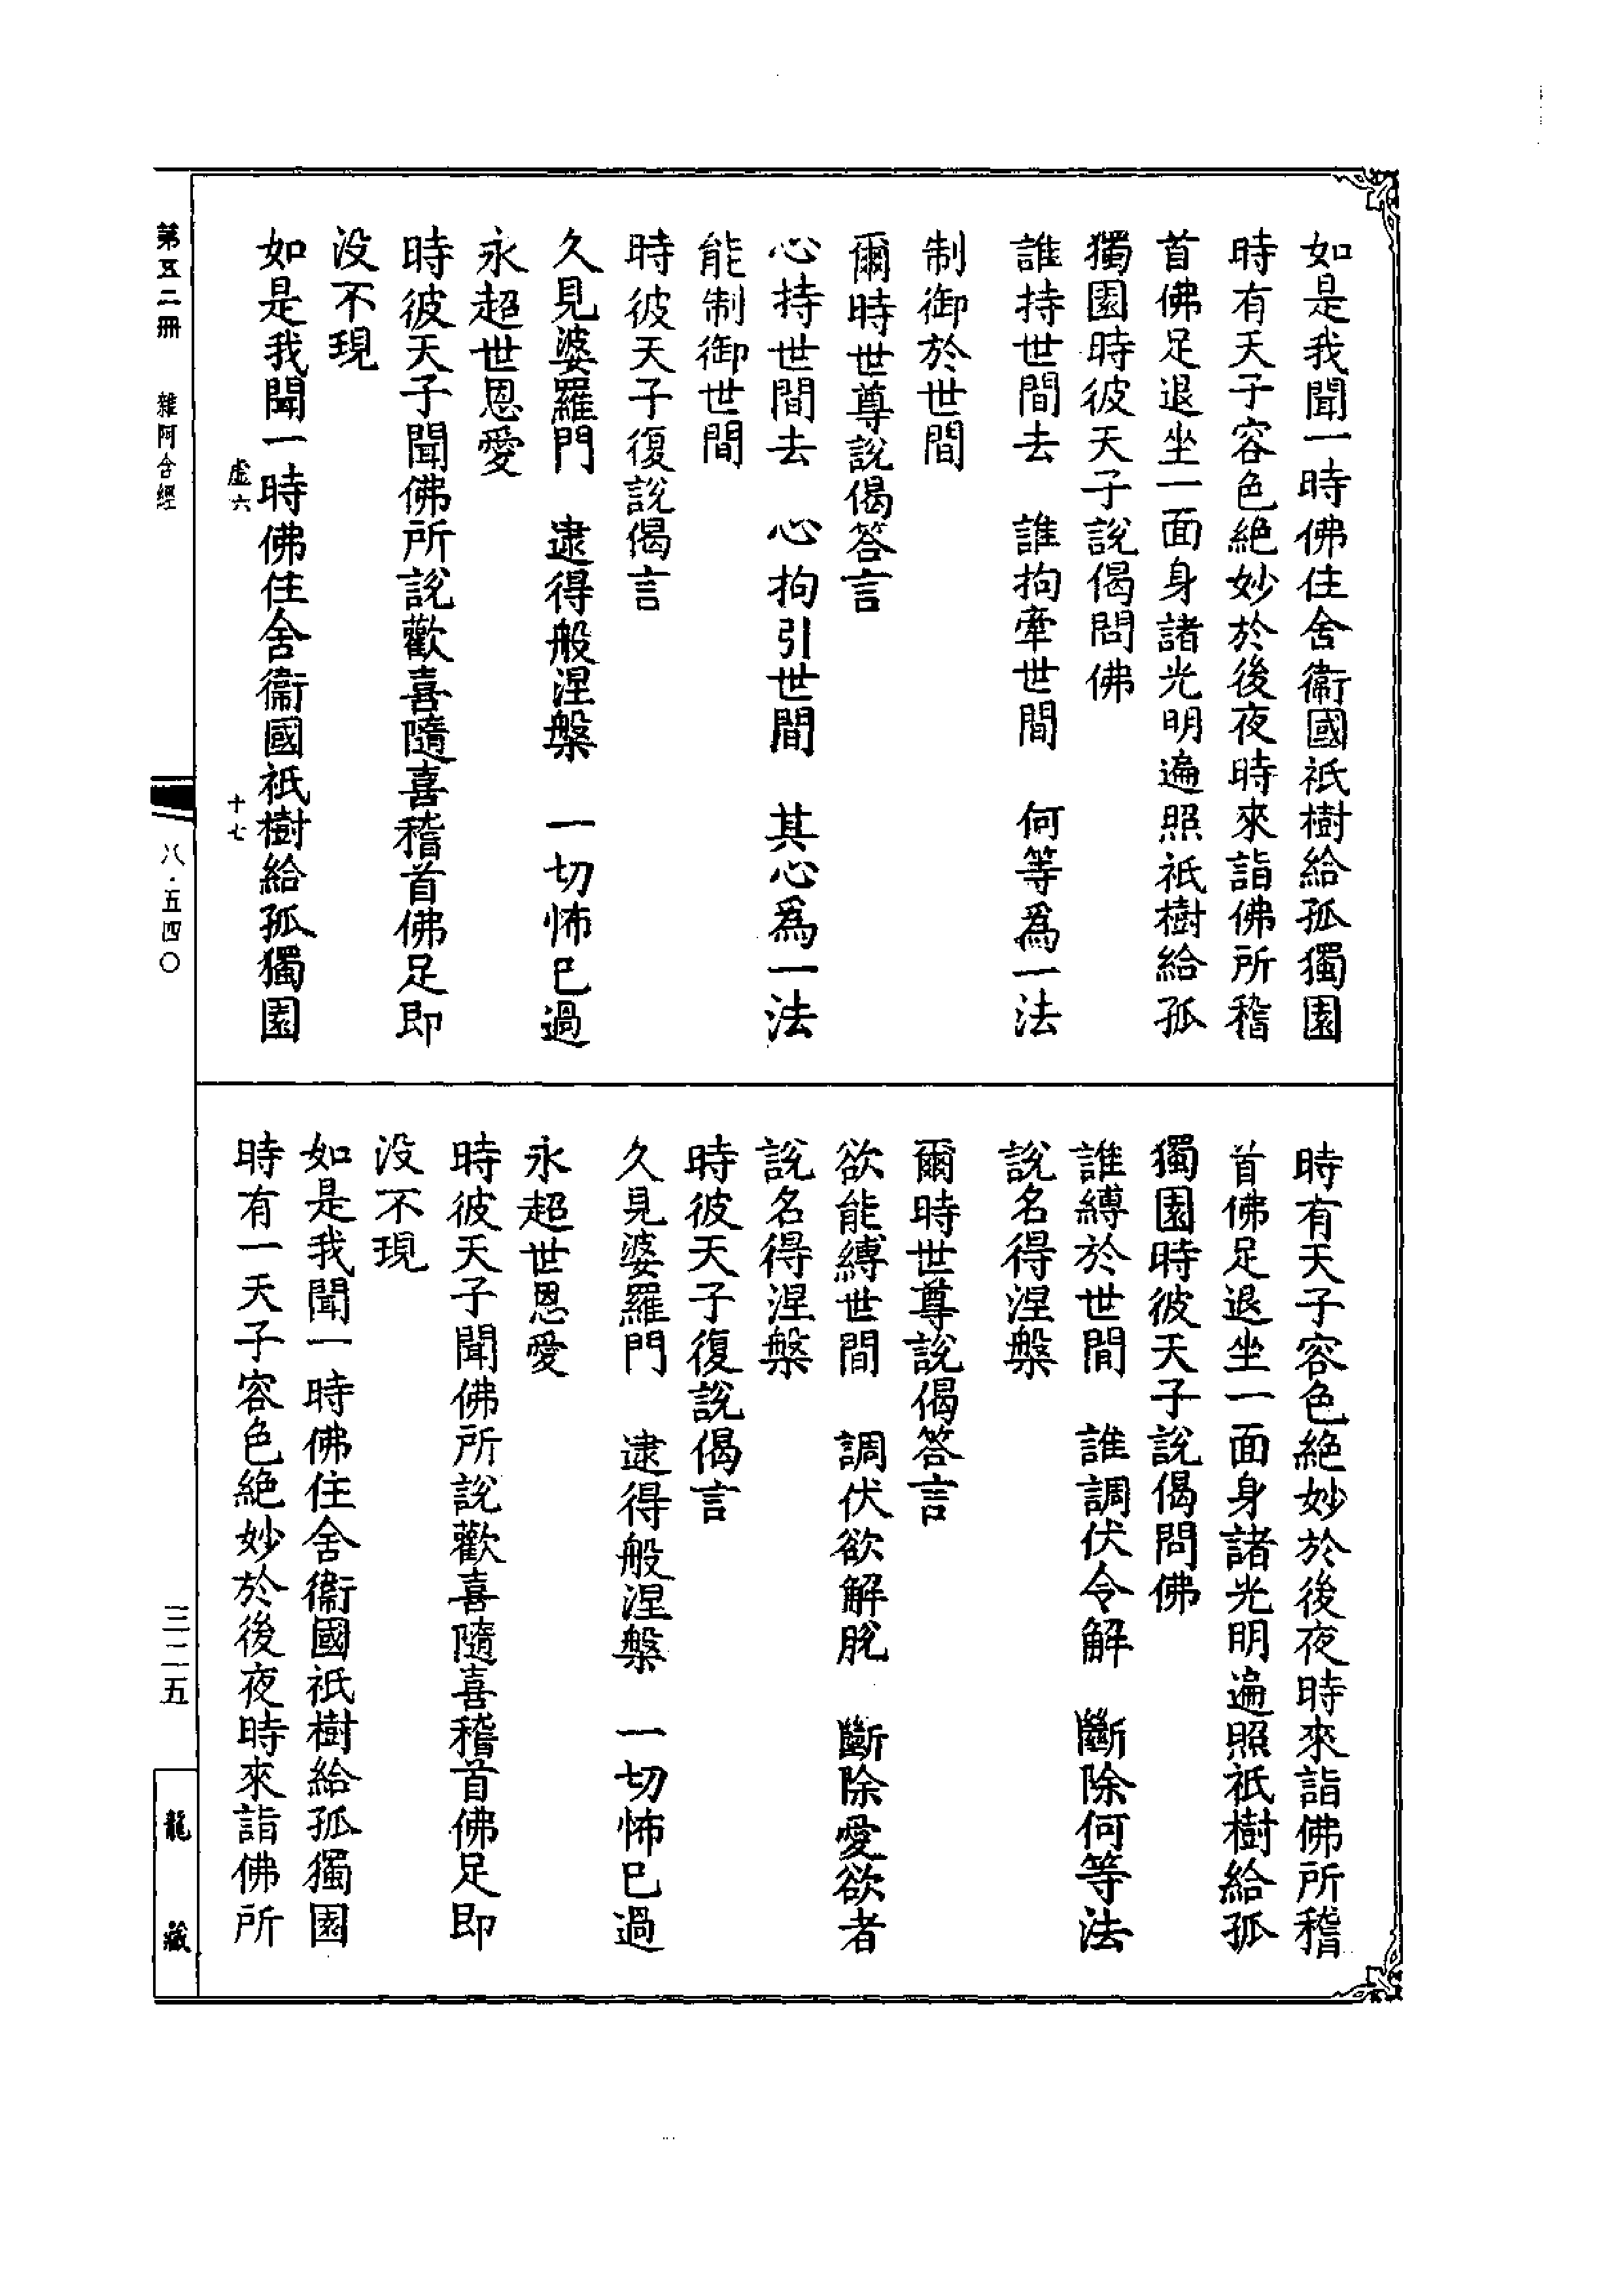 如是我聞一時佛住舍衞國祇樹給孤獨園
時有天子容色絶妙於後夜時來詣佛所稽
首佛足退坐一面身諸光明遍照祇樹給孤
獨園時彼天子說偈問佛
誰持世間去　誰拘牽世間　何等爲一法
制御於世間
爾時世尊說偈答言
心持世間去　心拘引世間　其心爲一法
能制御世間
時彼天子復說偈言
久見婆羅門　逮得般涅槃　一切怖已過
永超世恩愛
時彼天子聞佛所說歡喜隨喜稽首佛足即
没不現
如是我聞一時佛住舍衞國祇樹給孤獨園
虛六　十七
時有天子容色絶妙於後夜時來詣佛所稽
首佛足退坐一面身諸光明遍照祇樹給孤
獨園時彼天子說偈問佛
誰縛於世間　誰調伏令解　斷除何等法
說名得涅槃
爾時世尊說偈答言
欲能縛世間　調伏欲解脫　斷除愛欲者
說名得涅槃
時彼天子復說偈言
久見婆羅門　逮得般涅槃　一切怖已過
永超世恩愛
時彼天子聞佛所說歡喜隨喜稽首佛足即
没不現
如是我聞一時佛住舍衞國祇樹給孤獨園
時有一天子容色絶妙於後夜時來詣佛所
第五二冊　雜阿含經　八·五四〇　三二五　龍藏